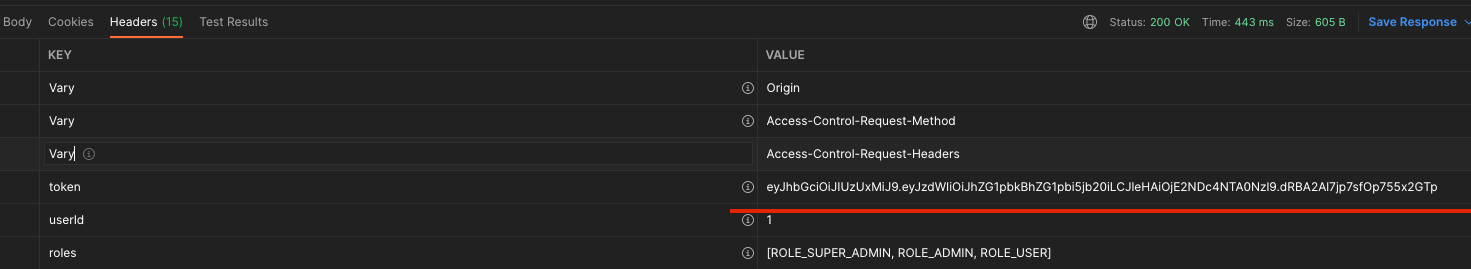 Body Cookies Headers (15) Test Results Status: 200 OK Time: 443 ms Size: 605 B Save Response
KEY VALUE
Vary Origin
Vary Access-Control-Request-Method
Vary Access-Control-Request-Headers
token eyJhbGciOiJIUzUxMiJ9.eyJzdWIiOiJhZG1pbkBhZG1pbi5jb20iLCJleHAiOjE2NDc4NTA0NzI9.dRBA2AI7jp7sfOp755x2GTp
userId 1
roles [ROLE_SUPER_ADMIN, ROLE_ADMIN, ROLE_USER]